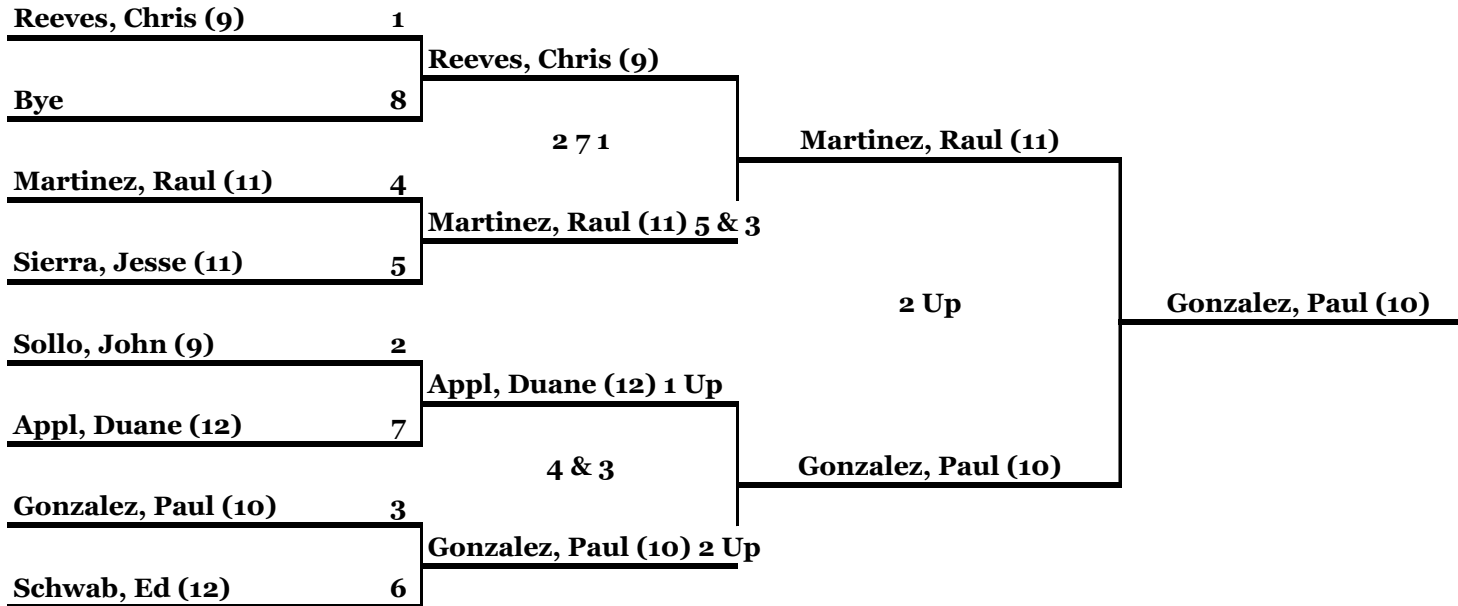 Reeves, Chris (9) 1
Reeves, Chris (9)
Bye 8
2 7 1
Martinez, Raul (11)
Martinez, Raul (11) 4
Martinez, Raul (11) 5 & 3
Sierra, Jesse (11) 5
2 Up
Gonzalez, Paul (10)
Sollo, John (9) 2
Appl, Duane (12) 1 Up
Appl, Duane (12) 7
4 & 3
Gonzalez, Paul (10)
Gonzalez, Paul (10) 3
Gonzalez, Paul (10) 2 Up
Schwab, Ed (12) 6